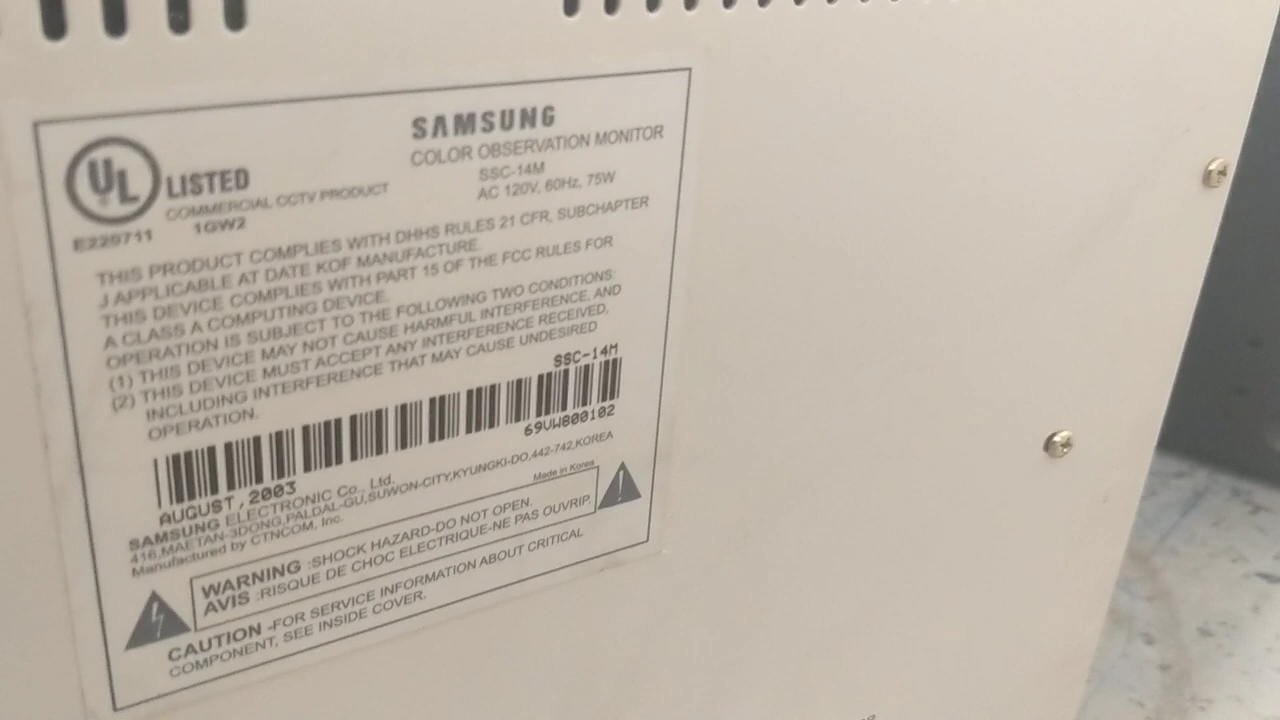 SAMSUNG
COLOR OBSERVATION MONITOR
SSC-14M
AC 120V, 60Hz, 75W
UL LISTED
COMMERCIAL CCTV PRODUCT
1GW2
E229711
THIS PRODUCT COMPLIES WITH DHHS RULES 21 CFR, SUBCHAPTER
J APPLICABLE AT DATE KOF MANUFACTURE.
THIS DEVICE COMPLIES WITH PART 15 OF THE FCC RULES FOR
A CLASS A COMPUTING DEVICE.
OPERATION IS SUBJECT TO THE FOLLOWING TWO CONDITIONS:
(1) THIS DEVICE MAY NOT CAUSE HARMFUL INTERFERENCE, AND
(2) THIS DEVICE MUST ACCEPT ANY INTERFERENCE RECEIVED,
INCLUDING INTERFERENCE THAT MAY CAUSE UNDESIRED
OPERATION.
SSC-14M
69VW800102
AUGUST,2003
SAMSUNG ELECTRONIC Co., Ltd.
416,MAETAN-3DONG,PALDAL-GU,SUWON-CITY,KYUNGKI-DO,442-742,KOREA
Manufactured by CTNCOM, Inc.
Made in Korea
WARNING :SHOCK HAZARD-DO NOT OPEN.
AVIS :RISQUE DE CHOC ELECTRIQUE-NE PAS OUVRIP.
CAUTION -FOR SERVICE INFORMATION ABOUT CRITICAL
COMPONENT, SEE INSIDE COVER.